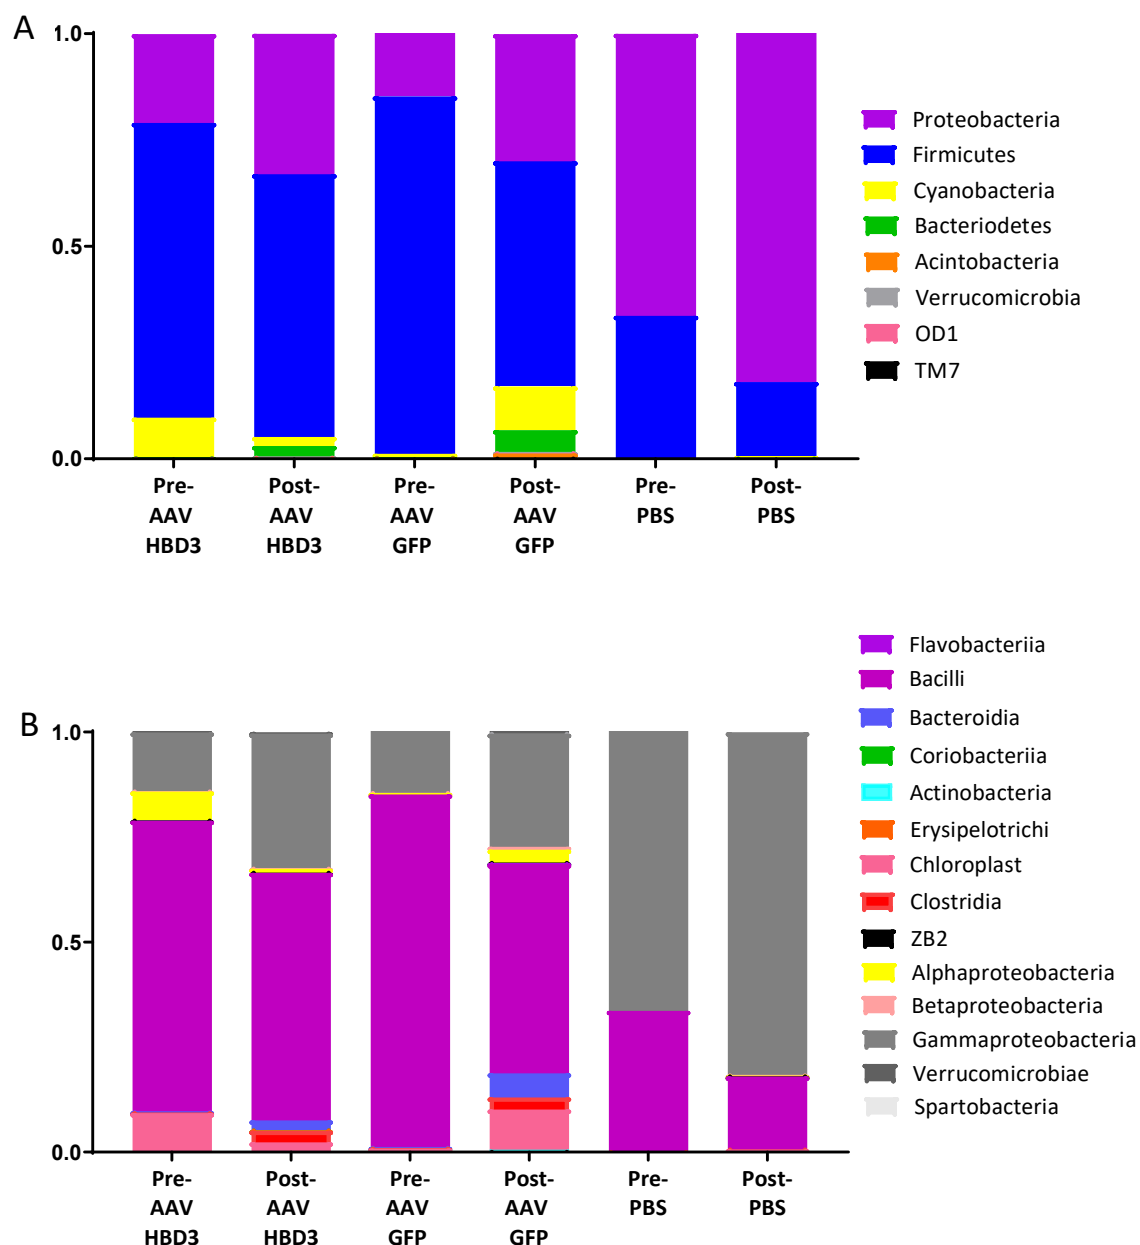 A
1.0
0.5
0.0
Pre-
AAV
HBD3
Post-
AAV
HBD3
Pre-
AAV
GFP
Post-
AAV
GFP
Pre-
PBS
Post-
PBS
Proteobacteria
Firmicutes
Cyanobacteria
Bacteriodetes
Acintobacteria
Verrucomicrobia
OD1
TM7
B
1.0
0.5
0.0
Pre-
AAV
HBD3
Post-
AAV
HBD3
Pre-
AAV
GFP
Post-
AAV
GFP
Pre-
PBS
Post-
PBS
Flavobacteriia
Bacilli
Bacteroidia
Coriobacteriia
Actinobacteria
Erysipelotrichi
Chloroplast
Clostridia
ZB2
Alphaproteobacteria
Betaproteobacteria
Gammaproteobacteria
Verrucomicrobiae
Spartobacteria